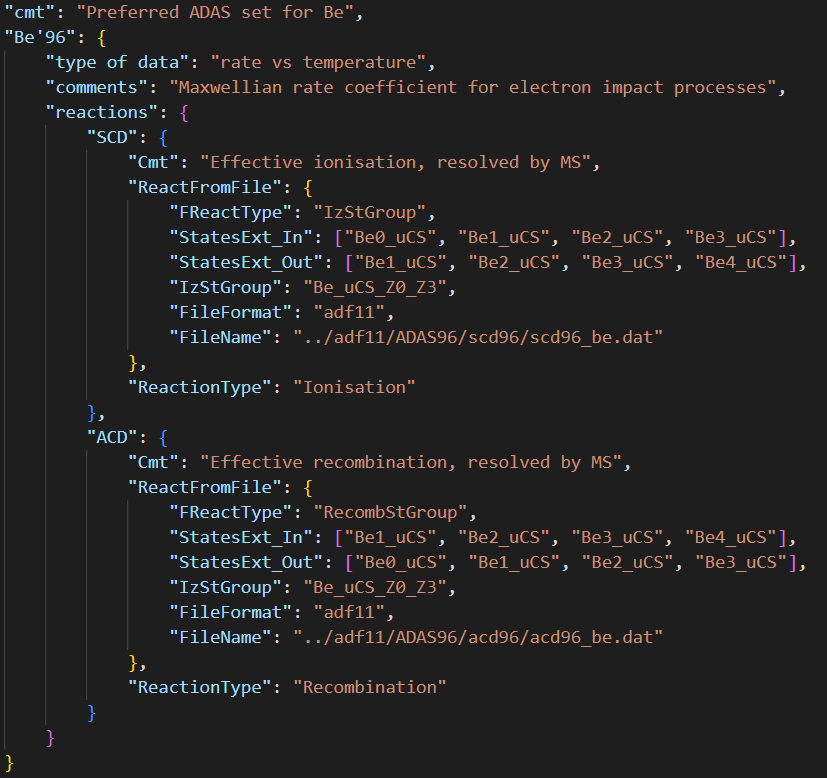 "cmt": "Preferred ADAS set for Be",
"Be'96": {
    "type of data": "rate vs temperature",
    "comments": "Maxwellian rate coefficient for electron impact processes",
    "reactions": {
        "SCD": {
            "Cmt": "Effective ionisation, resolved by MS",
            "ReactFromFile": {
                "FReactType": "IzStGroup",
                "StatesExt_In": ["Be0_uCS", "Be1_uCS", "Be2_uCS", "Be3_uCS"],
                "StatesExt_Out": ["Be1_uCS", "Be2_uCS", "Be3_uCS", "Be4_uCS"],
                "IzStGroup": "Be_uCS_Z0_Z3",
                "FileFormat": "adf11",
                "FileName": "../adf11/ADAS96/scd96/scd96_be.dat"
            },
            "ReactionType": "Ionisation"
        },
        "ACD": {
            "Cmt": "Effective recombination, resolved by MS",
            "ReactFromFile": {
                "FReactType": "RecombStGroup",
                "StatesExt_In": ["Be1_uCS", "Be2_uCS", "Be3_uCS", "Be4_uCS"],
                "StatesExt_Out": ["Be0_uCS", "Be1_uCS", "Be2_uCS", "Be3_uCS"],
                "IzStGroup": "Be_uCS_Z0_Z3",
                "FileFormat": "adf11",
                "FileName": "../adf11/ADAS96/acd96/acd96_be.dat"
            },
            "ReactionType": "Recombination"
        }
    }
}